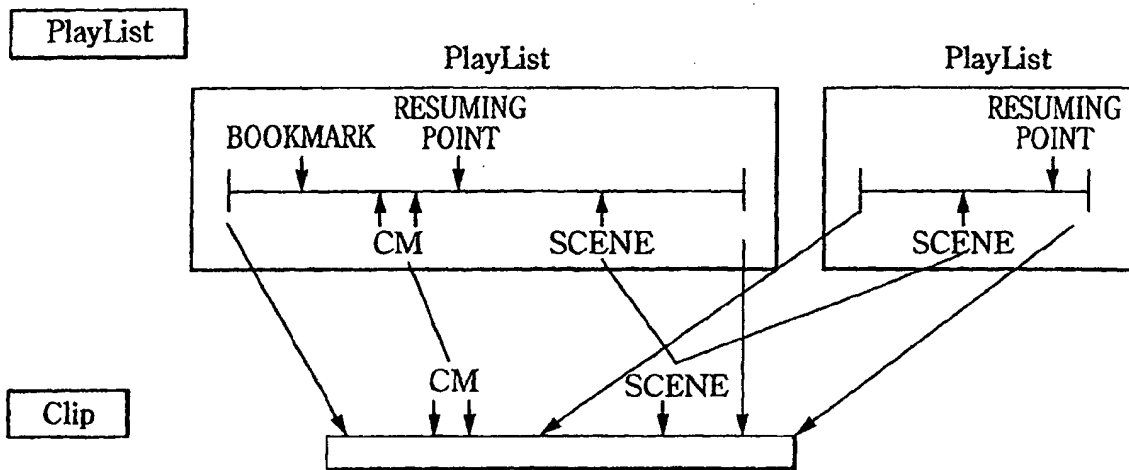 PlayList
PlayList
PlayList
RESUMING
POINT
BOOKMARK
CM
SCENE
RESUMING
POINT
SCENE
CM
SCENE
Clip